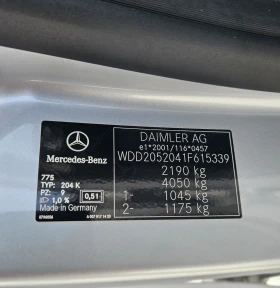 DAIMLER AG
e1*2001/116*0457
WDD2052041F615339
2190 kg
4050 kg
1- 1045 kg
2- 1175 kg
Mercedes-Benz
775
TYP: 204 K
PZ: 9
1,0 % 0,51
Made in Germany